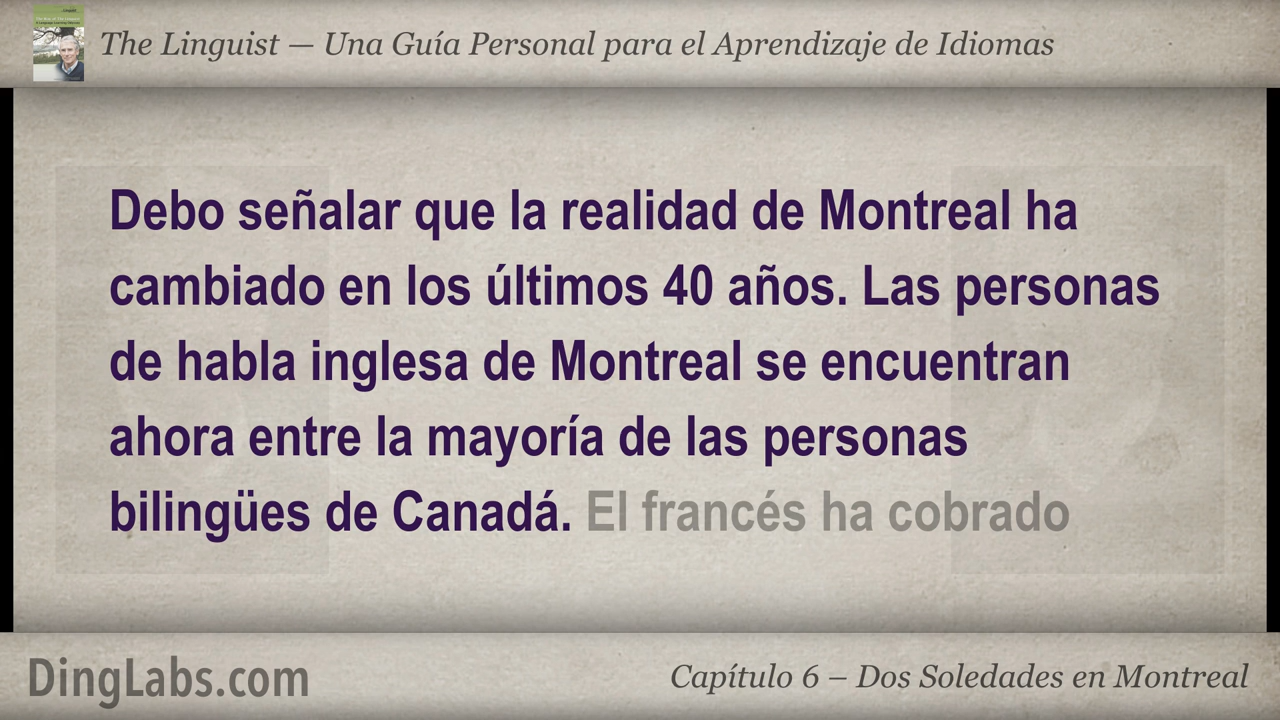 The Linguist — Una Guía Personal para el Aprendizaje de Idiomas
Debo señalar que la realidad de Montreal ha
cambiado en los últimos 40 años. Las personas
de habla inglesa de Montreal se encuentran
ahora entre la mayoría de las personas
bilingües de Canadá. El francés ha cobrado
DingLabs.com
Capítulo 6 – Dos Soledades en Montreal